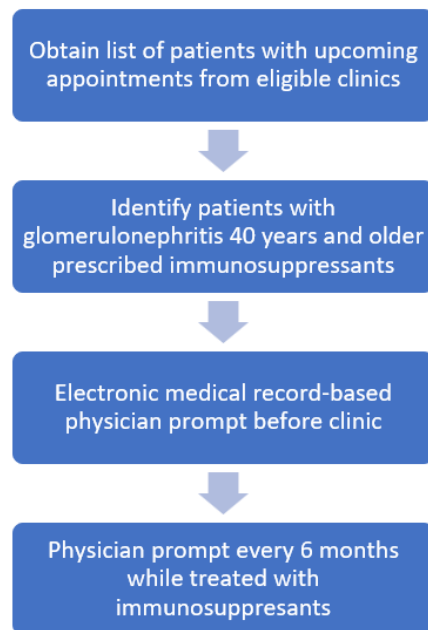 Obtain list of patients with upcoming
appointments from eligible clinics
Identify patients with
glomerulonephritis 40 years and older
prescribed immunosuppressants
Electronic medical record-based
physician prompt before clinic
Physician prompt every 6 months
while treated with
immunosuppresants